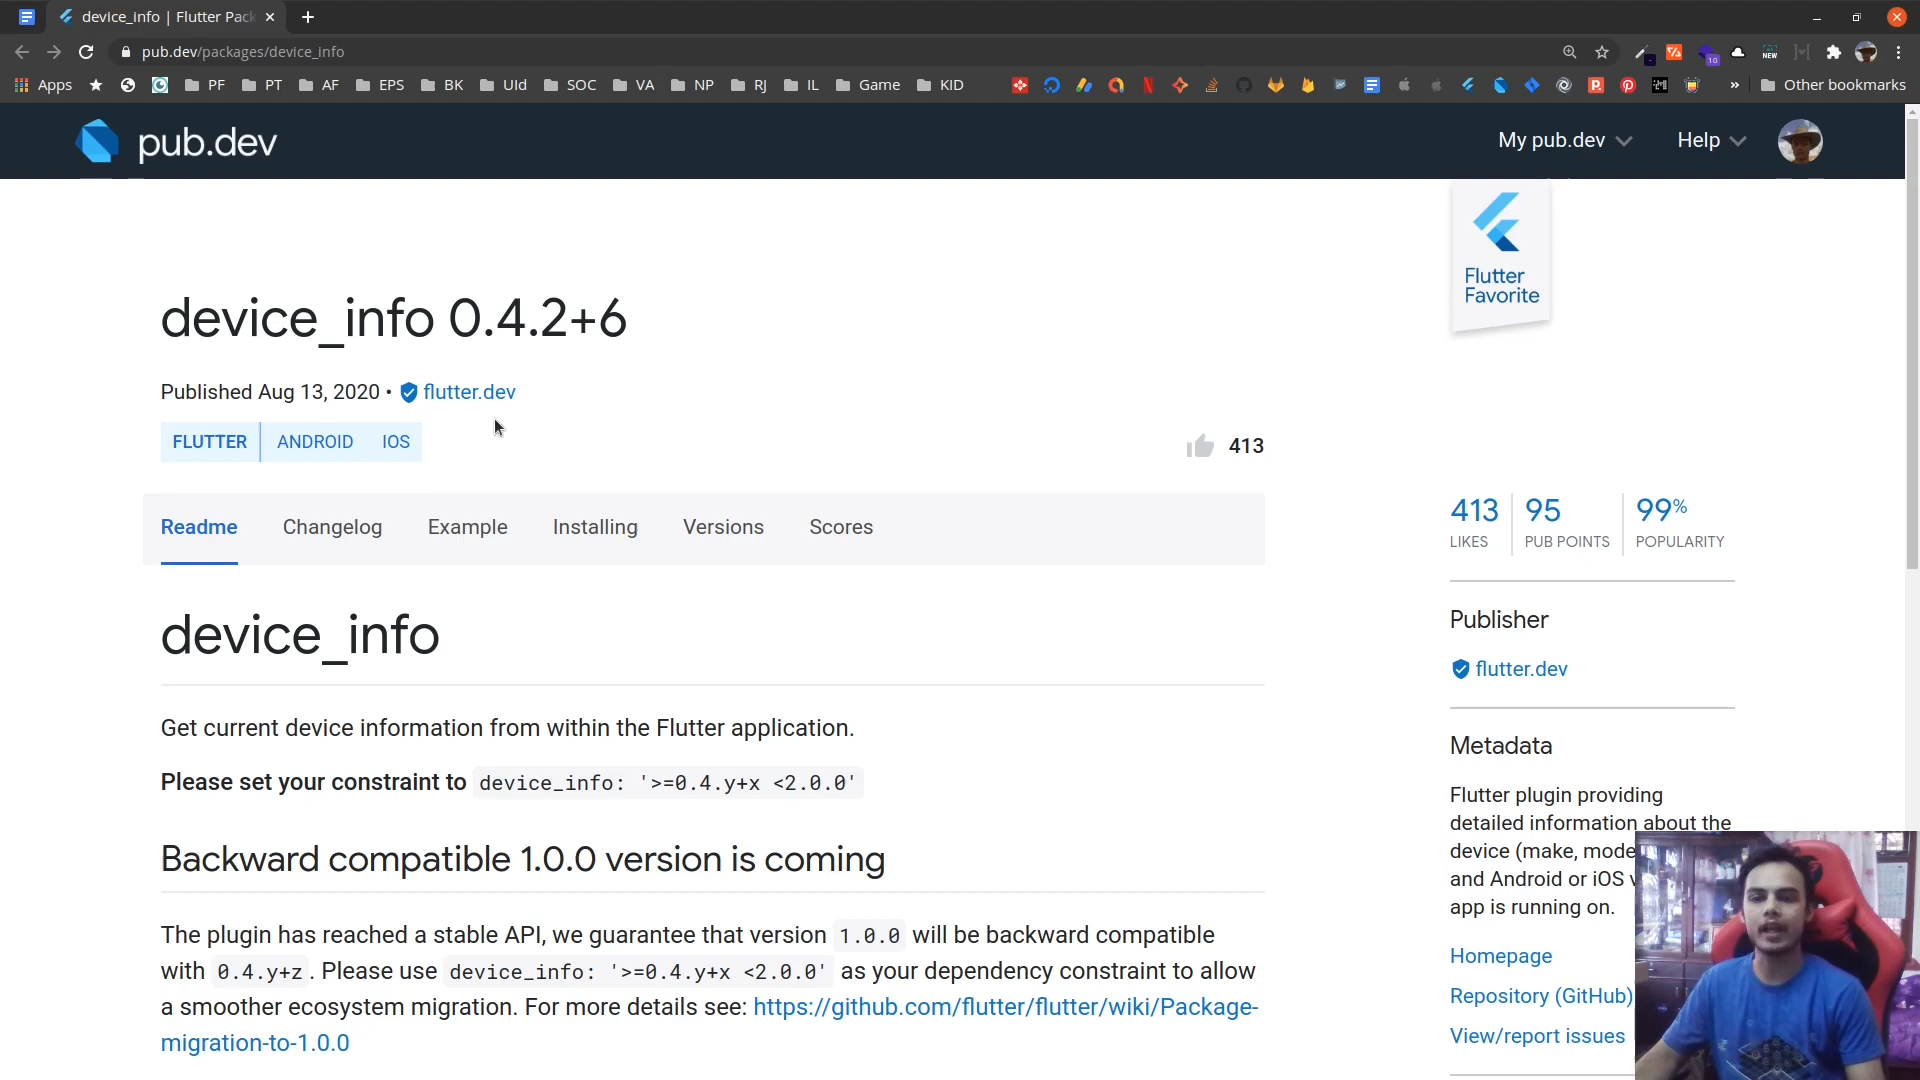 device_info | Flutter Pac
pub.dev/packages/device_info
NEW
10
Apps PF PT AF EPS BK UId SOC VA NP RJ IL Game KID Other bookmarks
pub.dev
My pub.dev Help
Flutter
Favorite
device_info 0.4.2+6
Published Aug 13, 2020 • flutter.dev
FLUTTER ANDROID IOS
413
Readme Changelog Example Installing Versions Scores
413 95 99%
LIKES PUB POINTS POPULARITY
device_info
Get current device information from within the Flutter application.
Please set your constraint to device_info: '>=0.4.y+x <2.0.0'
Backward compatible 1.0.0 version is coming
The plugin has reached a stable API, we guarantee that version 1.0.0 will be backward compatible
with 0.4.y+z. Please use device_info: '>=0.4.y+x <2.0.0' as your dependency constraint to allow
a smoother ecosystem migration. For more details see: https://github.com/flutter/flutter/wiki/Package-
migration-to-1.0.0
Publisher
flutter.dev
Metadata
Flutter plugin providing
detailed information about the
device (make, mode
and Android or iOS v
app is running on.
Homepage
Repository (GitHub)
View/report issues